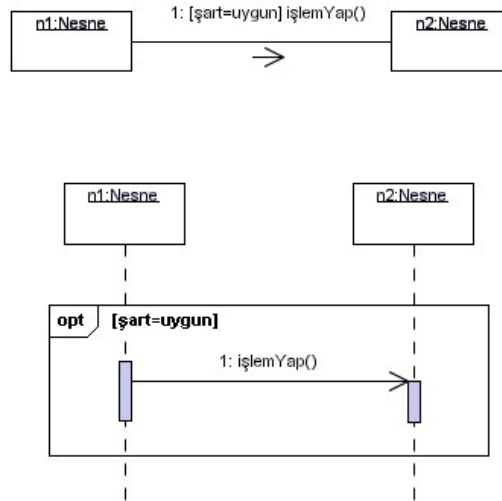 1: [şart=uygun] işlemYap()
n1:Nesne
n2:Nesne
n1:Nesne
n2:Nesne
opt [şart=uygun]
1: işlemYap()